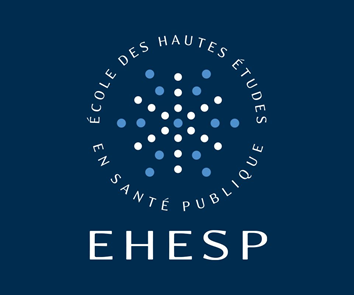 ÉCOLE DES HAUTES ÉTUDES
EN SANTÉ PUBLIQUE
EHESP